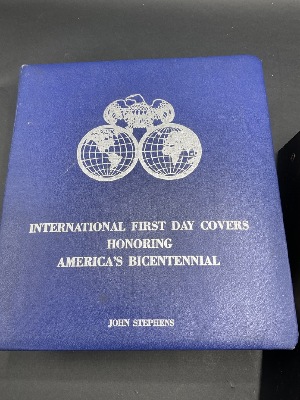 INTERNATIONAL FIRST DAY COVERS
HONORING
AMERICA'S BICENTENNIAL
JOHN STEPHENS